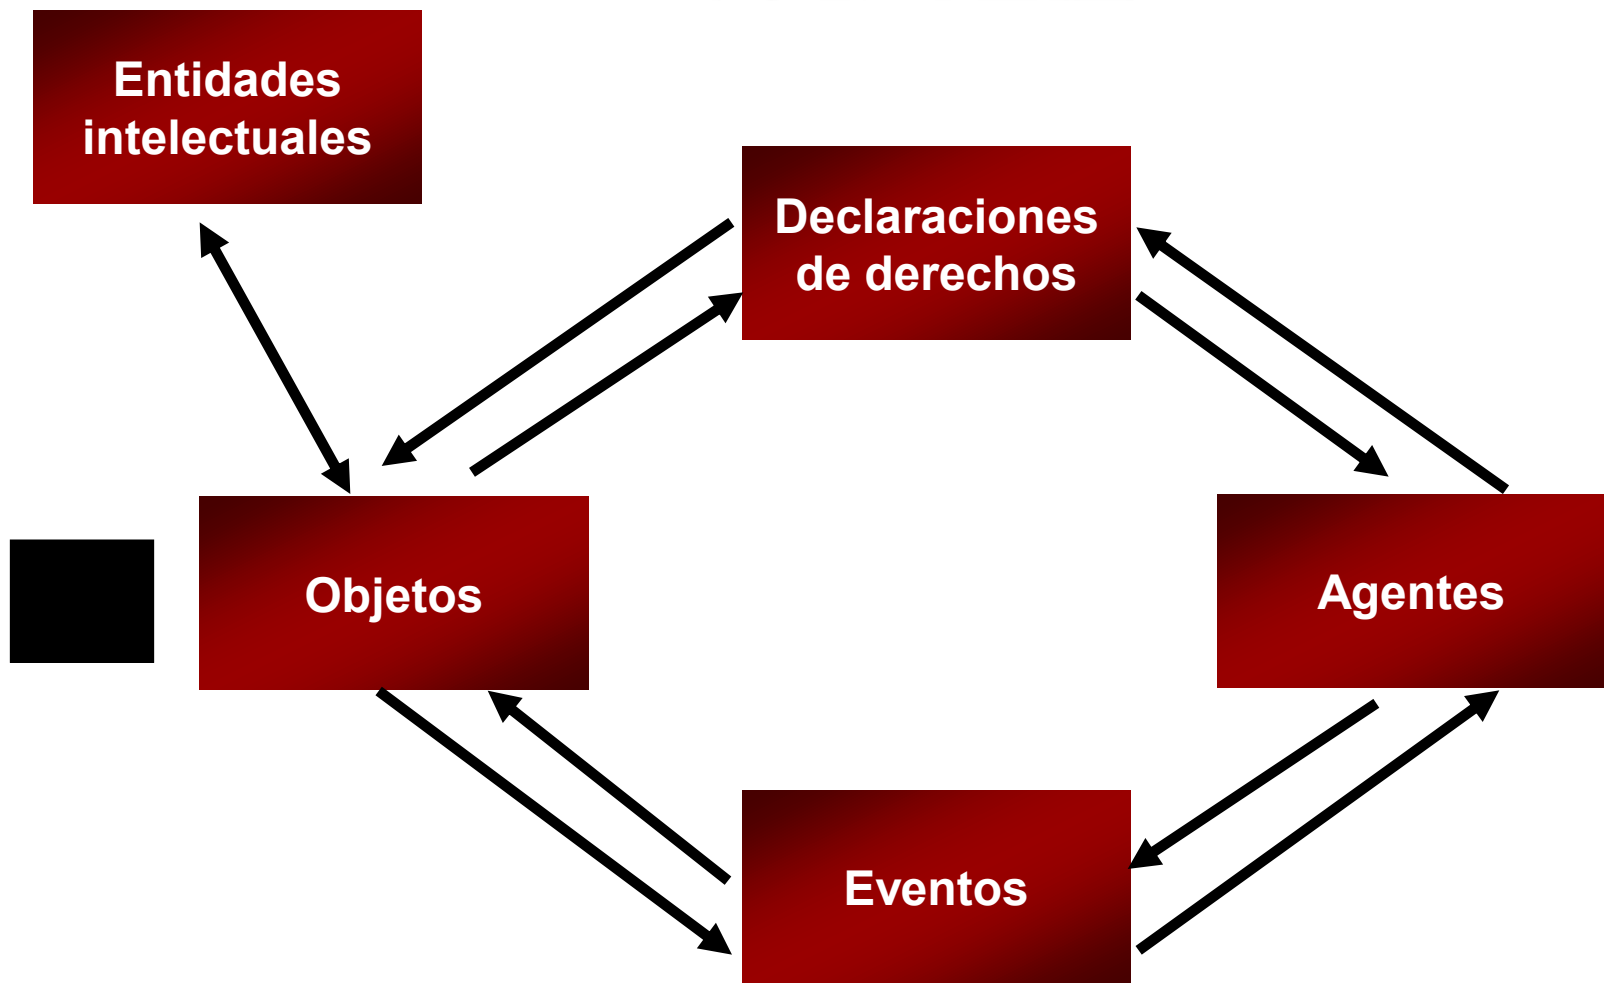 Entidades
intelectuales
Declaraciones
de derechos
Objetos
Agentes
Eventos